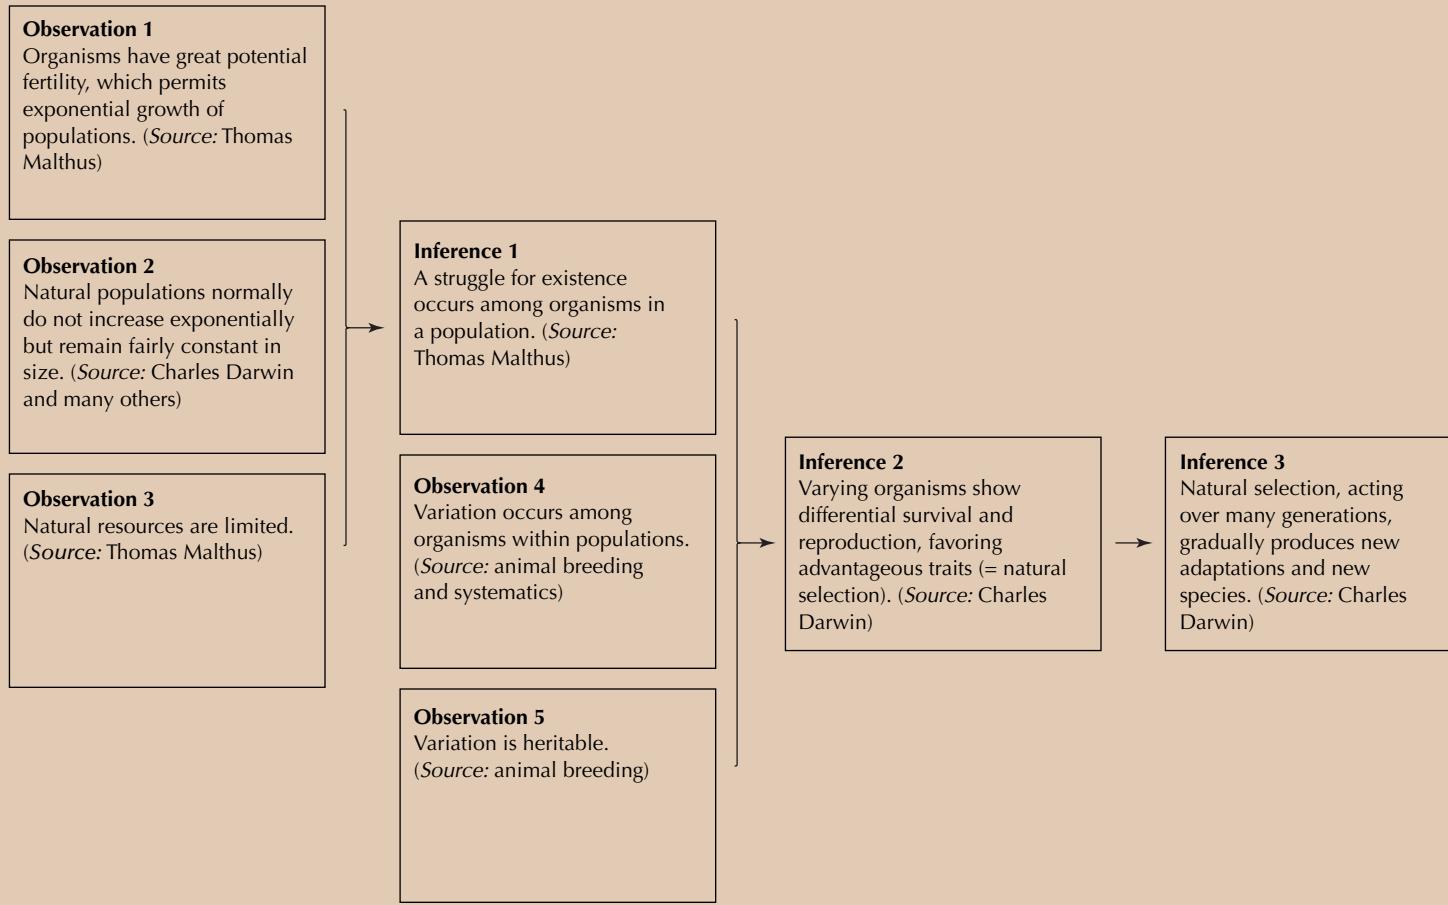 Observation 1
Organisms have great potential
fertility, which permits
exponential growth of
populations. (Source: Thomas
Malthus)
Observation 2
Natural populations normally
do not increase exponentially
but remain fairly constant in
size. (Source: Charles Darwin
and many others)
Observation 3
Natural resources are limited.
(Source: Thomas Malthus)
Inference 1
A struggle for existence
occurs among organisms in
a population. (Source:
Thomas Malthus)
Observation 4
Variation occurs among
organisms within populations.
(Source: animal breeding
and systematics)
Observation 5
Variation is heritable.
(Source: animal breeding)
Inference 2
Varying organisms show
differential survival and
reproduction, favoring
advantageous traits (= natural
selection). (Source: Charles
Darwin)
Inference 3
Natural selection, acting
over many generations,
gradually produces new
adaptations and new
species. (Source: Charles
Darwin)